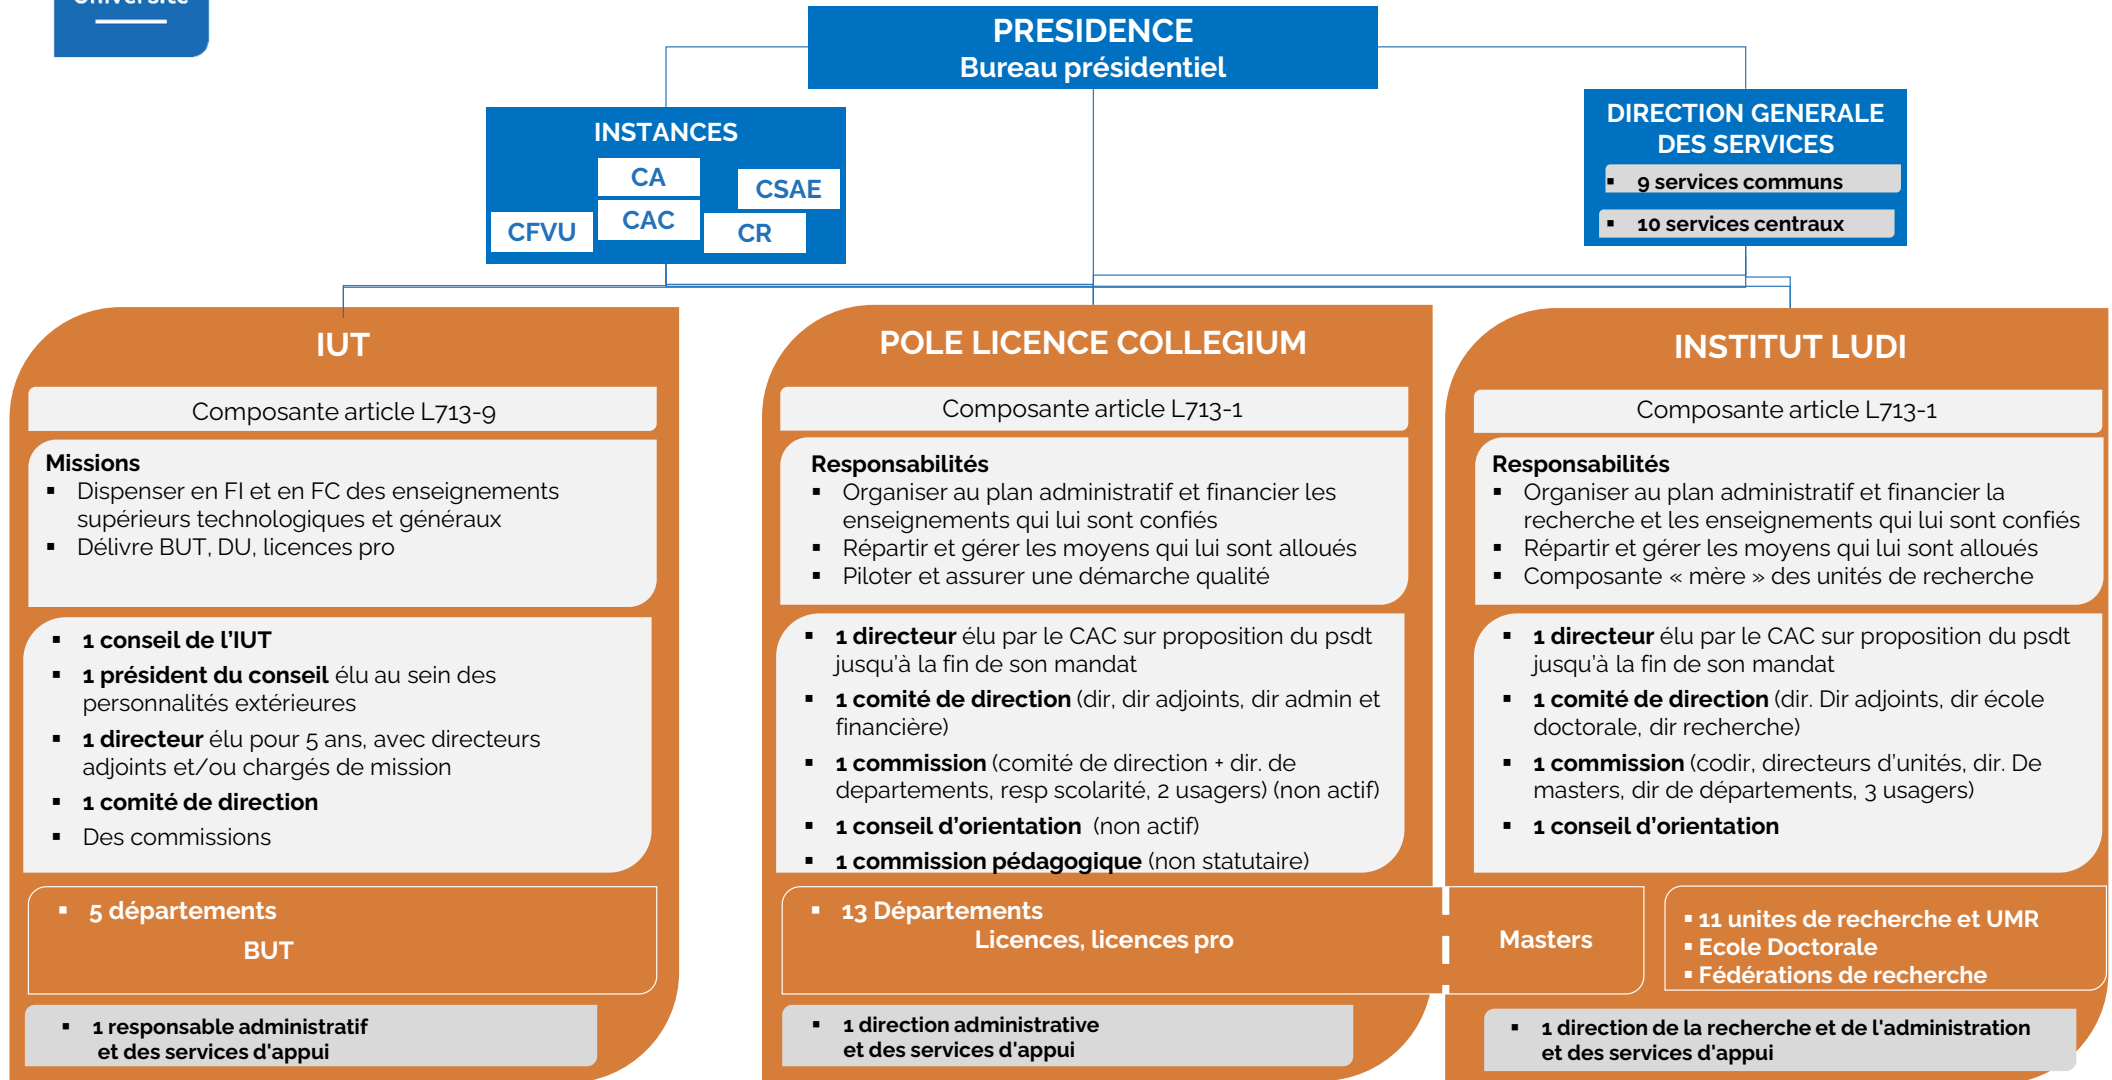 Université
PRESIDENCE
Bureau présidentiel
INSTANCES
CA
CSAE
CFVU
CAC
CR
DIRECTION GENERALE
DES SERVICES
▪ 9 services communs
▪ 10 services centraux
IUT
Composante article L713-9
Missions
▪ Dispenser en FI et en FC des enseignements
supérieurs technologiques et généraux
▪ Délivre BUT, DU, licences pro
▪ 1 conseil de l'IUT
▪ 1 président du conseil élu au sein des
personnalités extérieures
▪ 1 directeur élu pour 5 ans, avec directeurs
adjoints et/ou chargés de mission
▪ 1 comité de direction
▪ Des commissions
▪ 5 départements
BUT
▪ 1 responsable administratif
et des services d'appui
POLE LICENCE COLLEGIUM
Composante article L713-1
Responsabilités
▪ Organiser au plan administratif et financier les
enseignements qui lui sont confiés
▪ Répartir et gérer les moyens qui lui sont alloués
▪ Piloter et assurer une démarche qualité
▪ 1 directeur élu par le CAC sur proposition du psdt
jusqu'à la fin de son mandat
▪ 1 comité de direction (dir, dir adjoints, dir admin et
financière)
▪ 1 commission (comité de direction + dir. de
departements, resp scolarité, 2 usagers) (non actif)
▪ 1 conseil d'orientation (non actif)
▪ 1 commission pédagogique (non statutaire)
▪ 13 Départements
Licences, licences pro
▪ 1 direction administrative
et des services d'appui
INSTITUT LUDI
Composante article L713-1
Responsabilités
▪ Organiser au plan administratif et financier la
recherche et les enseignements qui lui sont confiés
▪ Répartir et gérer les moyens qui lui sont alloués
▪ Composante « mère » des unités de recherche
▪ 1 directeur élu par le CAC sur proposition du psdt
jusqu'à la fin de son mandat
▪ 1 comité de direction (dir. Dir adjoints, dir école
doctorale, dir recherche)
▪ 1 commission (codir, directeurs d'unités, dir. De
masters, dir de départements, 3 usagers)
▪ 1 conseil d'orientation
Masters
▪ 11 unites de recherche et UMR
▪ Ecole Doctorale
▪ Fédérations de recherche
▪ 1 direction de la recherche et de l'administration
et des services d'appui